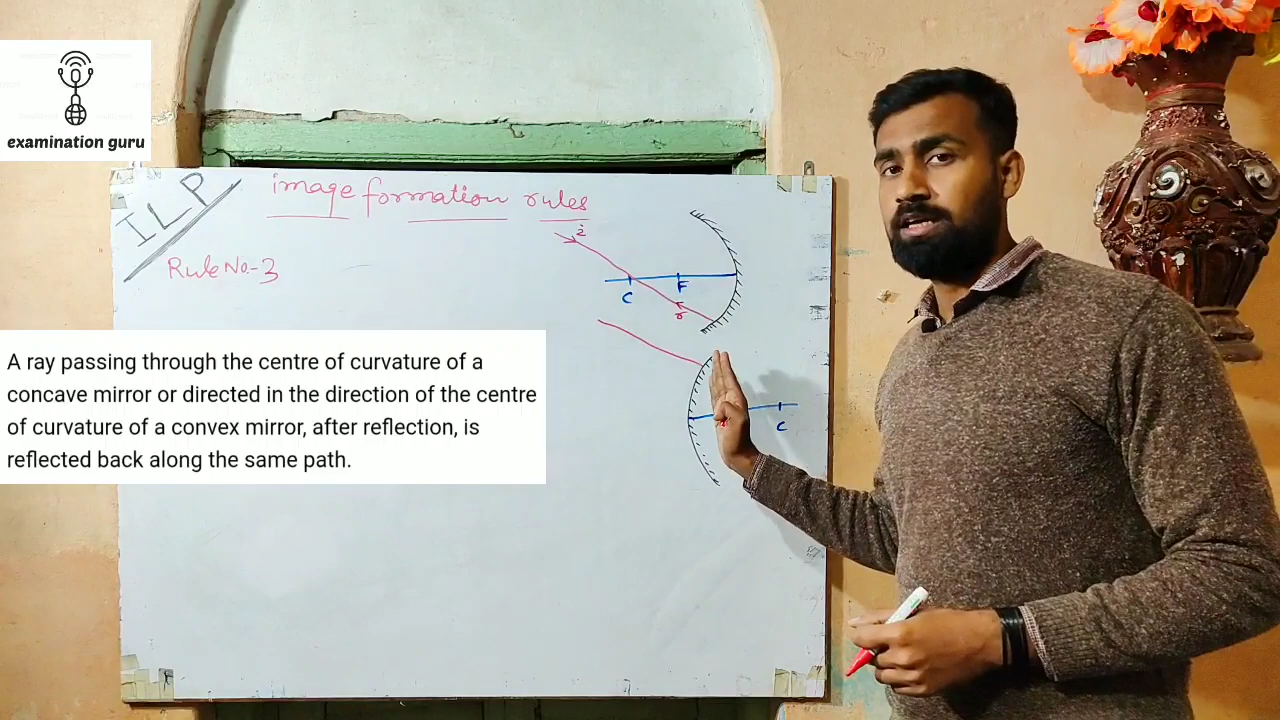 examination guru
ILP
image formation rules
Rule No.-3
i
C F
r
C
A ray passing through the centre of curvature of a
concave mirror or directed in the direction of the centre
of curvature of a convex mirror, after reflection, is
reflected back along the same path.